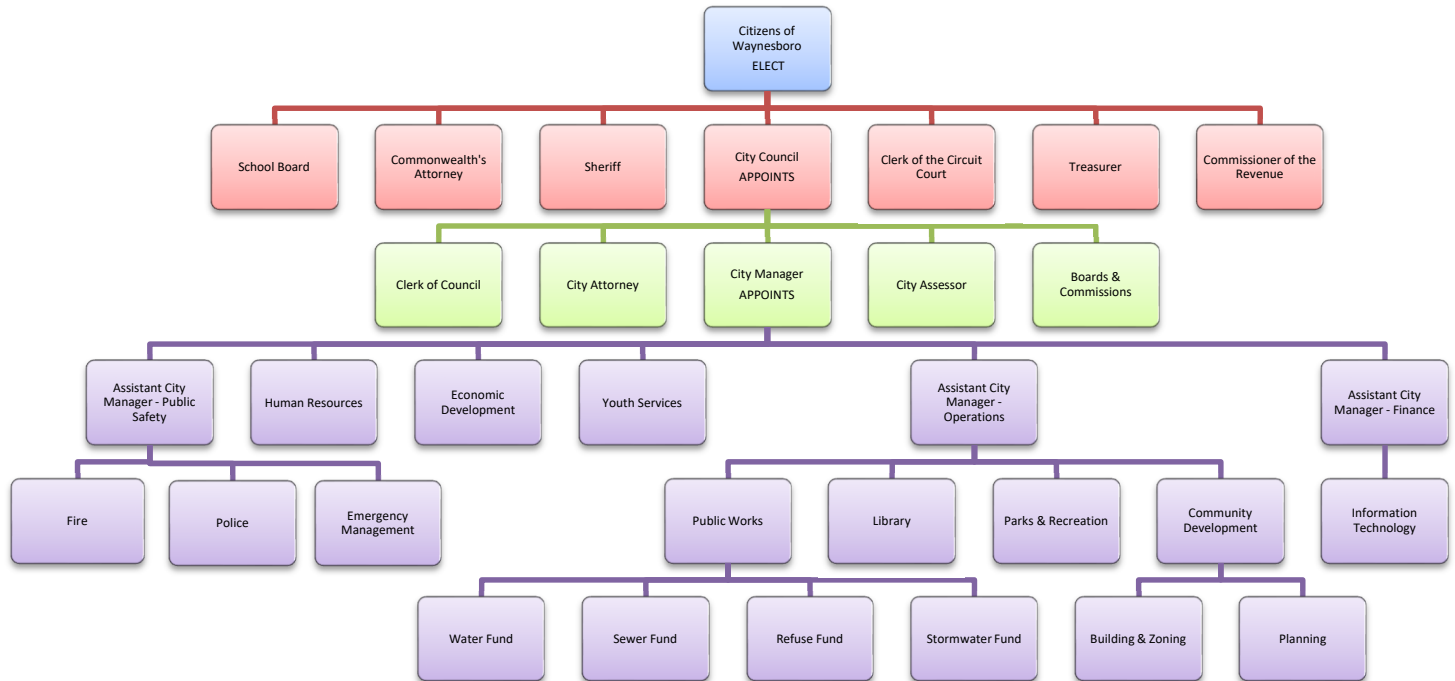 Citizens of
Waynesboro
ELECT
School Board
Commonwealth's
Attorney
Sheriff
City Council
APPOINTS
Clerk of the Circuit
Court
Treasurer
Commissioner of the
Revenue
Clerk of Council
City Attorney
City Manager
APPOINTS
City Assessor
Boards &
Commissions
Assistant City
Manager - Public
Safety
Human Resources
Economic
Development
Youth Services
Assistant City
Manager -
Operations
Assistant City
Manager - Finance
Fire
Police
Emergency
Management
Public Works
Library
Parks & Recreation
Community
Development
Information
Technology
Water Fund
Sewer Fund
Refuse Fund
Stormwater Fund
Building & Zoning
Planning